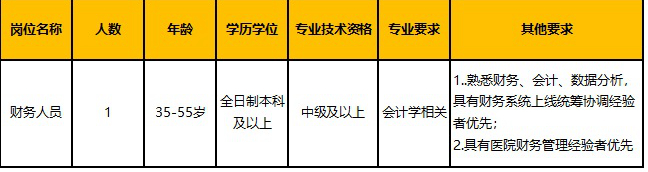 岗位名称 人数 年龄 学历学位 专业技术资格 专业要求 其他要求
财务人员 1 35-55岁 全日制本科及以上 中级及以上 会计学相关
1..熟悉财务、会计、数据分析，
具有财务系统上线统筹协调经验
者优先；
2.具有医院财务管理经验者优先